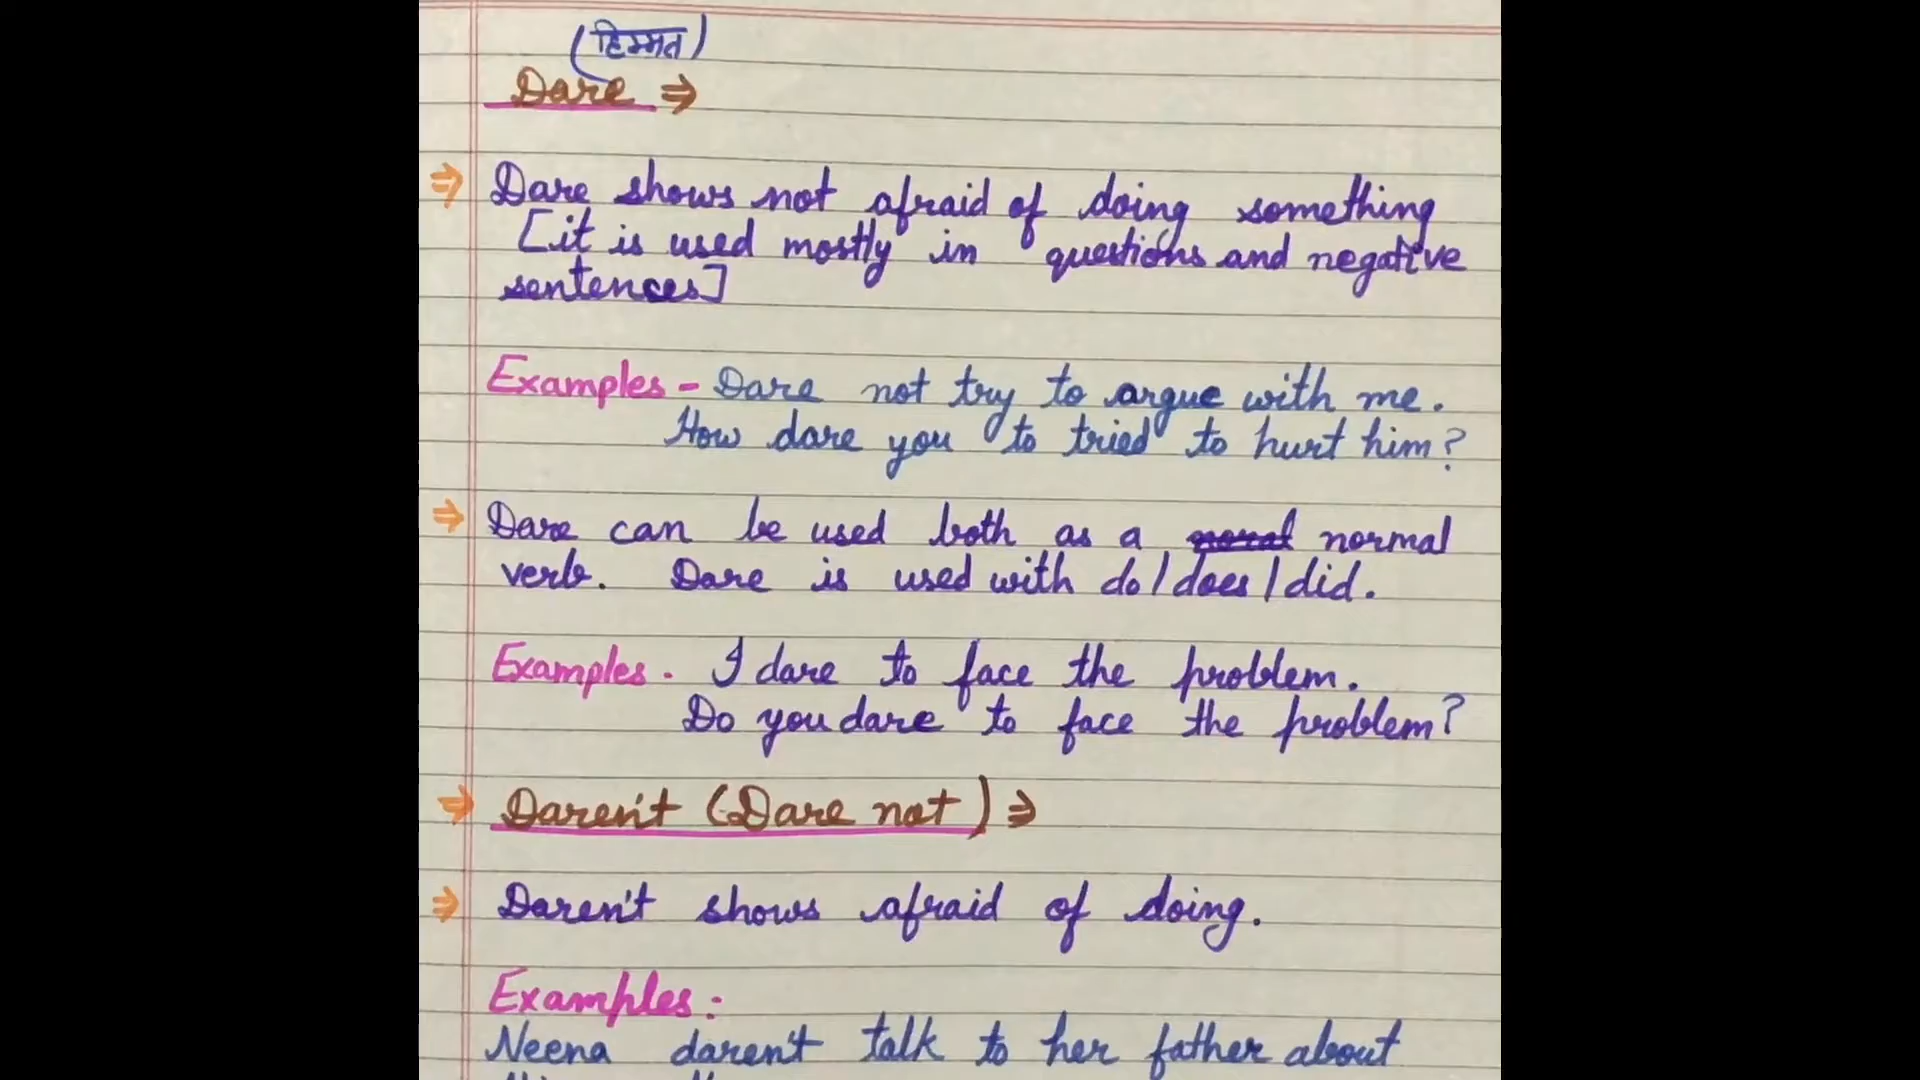 (हिम्मत)
Dare ⇒
⇒ Dare shows not afraid of doing something
[it is used mostly in questions and negative
sentences]
Examples - Dare not try to argue with me.
How dare you to tried to hurt him?
⇒ Dare can be used both as a normal
verb. Dare is used with do/does/did.
Examples. I dare to face the problem.
Do you dare to face the problem?
⇒ Daren't (Dare not) ⇒
⇒ Daren't shows afraid of doing.
Examples:
Neena daren't talk to her father about